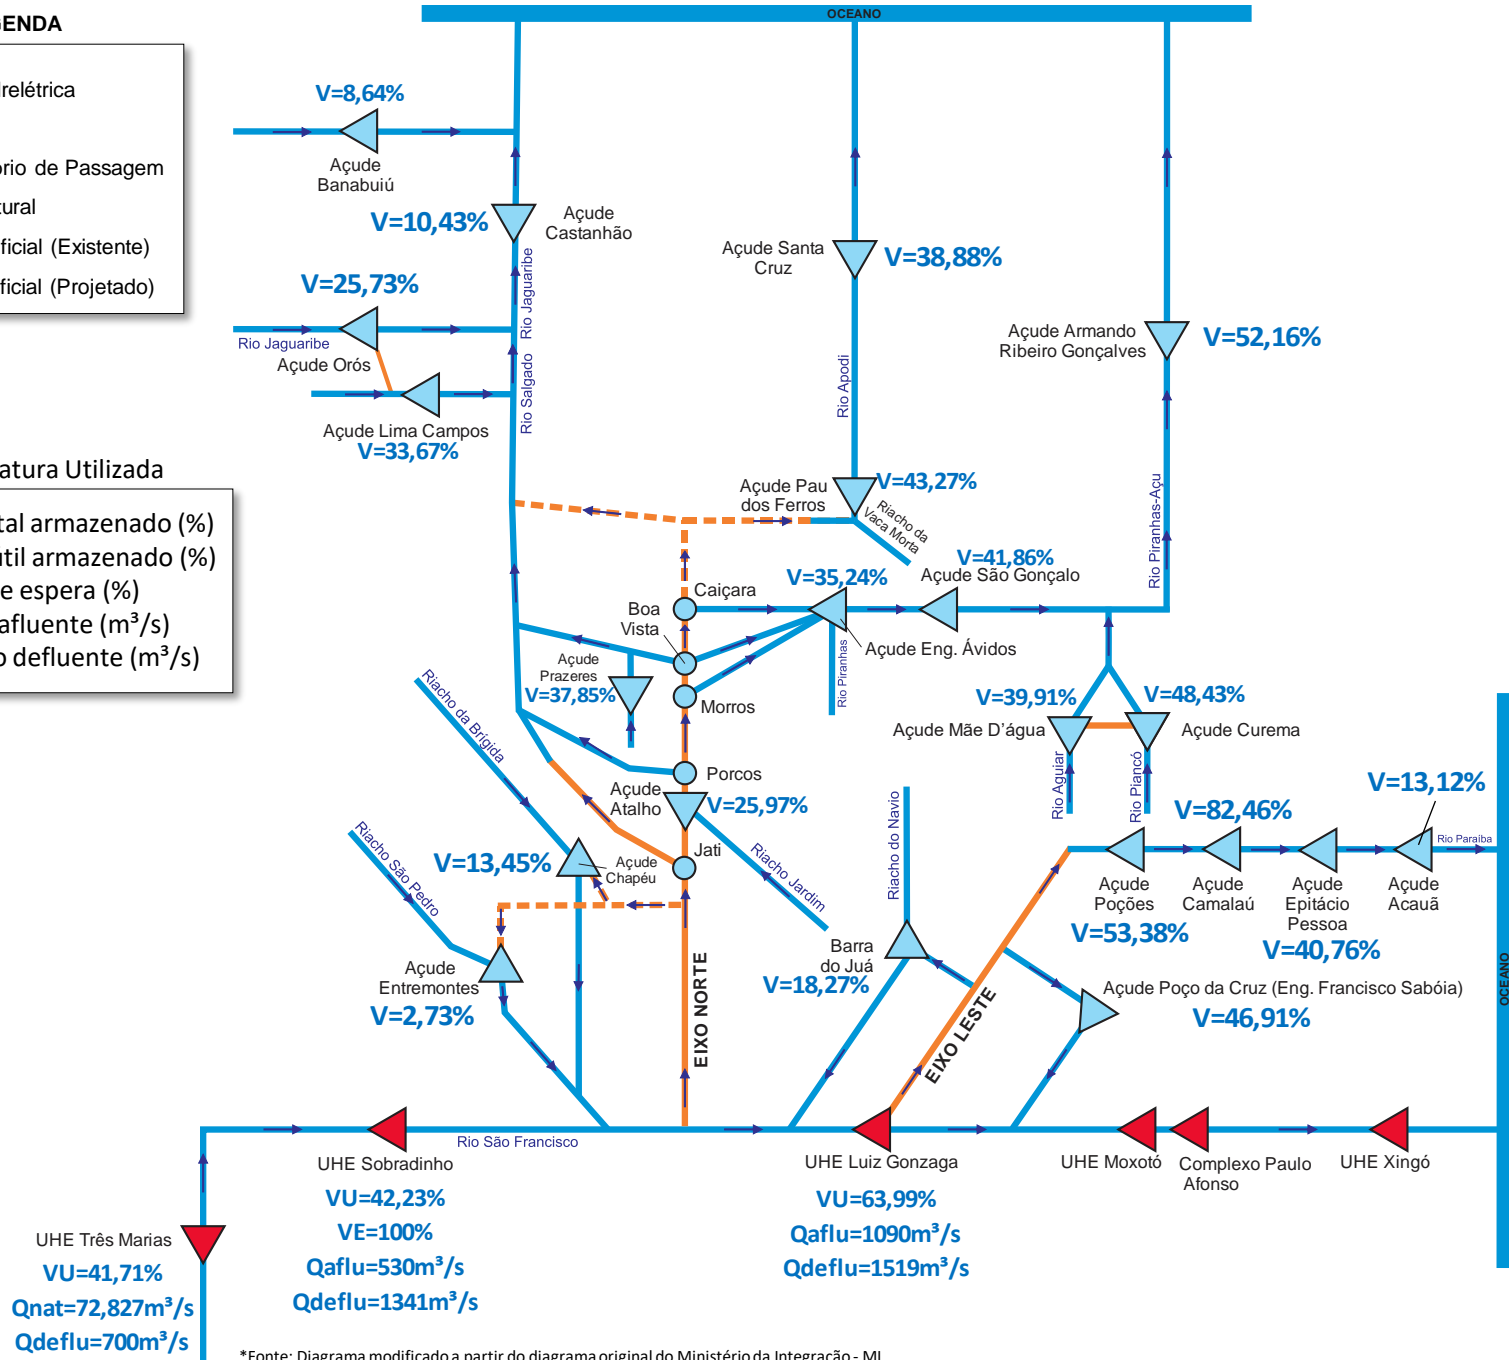 OCEANO
GENDA
drelétrica
ório de Passagem
tural
ificial (Existente)
ificial (Projetado)
V=8,64%
Açude
Banabuiú
V=10,43%
Açude
Castanhão
V=25,73%
Rio Jaguaribe
Açude Orós
Rio Jaguaribe
Rio Salgado
Açude Lima Campos
V=33,67%
Açude Santa
Cruz
V=38,88%
Rio Apodi
Açude Armando
Ribeiro Gonçalves
V=52,16%
Rio Piranhas-Açu
atura Utilizada
tal armazenado (%)
útil armazenado (%)
e espera (%)
afluente (m³/s)
o defluente (m³/s)
Açude Pau
dos Ferros
V=43,27%
Riacho da
Vaca Morta
V=41,86%
Açude São Gonçalo
V=35,24%
Açude Eng. Ávidos
Rio Piranhas
Caiçara
Boa
Vista
Morros
Açude
Prazeres
V=37,85%
Porcos
Açude
Atalho
V=25,97%
Jati
Riacho Jardim
Riacho da Brigida
Riacho São Pedro
V=13,45%
Açude
Chapéu
Açude
Entremontes
V=2,73%
EIXO NORTE
V=39,91%
Açude Mãe D'água
Rio Aguiar
V=48,43%
Açude Curema
Rio Piancó
V=13,12%
V=82,46%
Rio Paraiba
Açude
Poções
V=53,38%
Açude
Camalaú
Açude
Epitácio
Pessoa
V=40,76%
Açude
Acauã
Riacho do Navio
Barra
do Juá
V=18,27%
EIXO LESTE
Açude Poço da Cruz (Eng. Francisco Sabóia)
V=46,91%
OCEANO
Rio São Francisco
UHE Sobradinho
VU=42,23%
VE=100%
Qaflu=530m³/s
Qdeflu=1341m³/s
UHE Luiz Gonzaga
VU=63,99%
Qaflu=1090m³/s
Qdeflu=1519m³/s
UHE Moxotó
Complexo Paulo
Afonso
UHE Xingó
UHE Três Marias
VU=41,71%
Qnat=72,827m³/s
Qdeflu=700m³/s
*Fonte: Diagrama modificado a partir do diagrama original do Ministério da Integração - MI